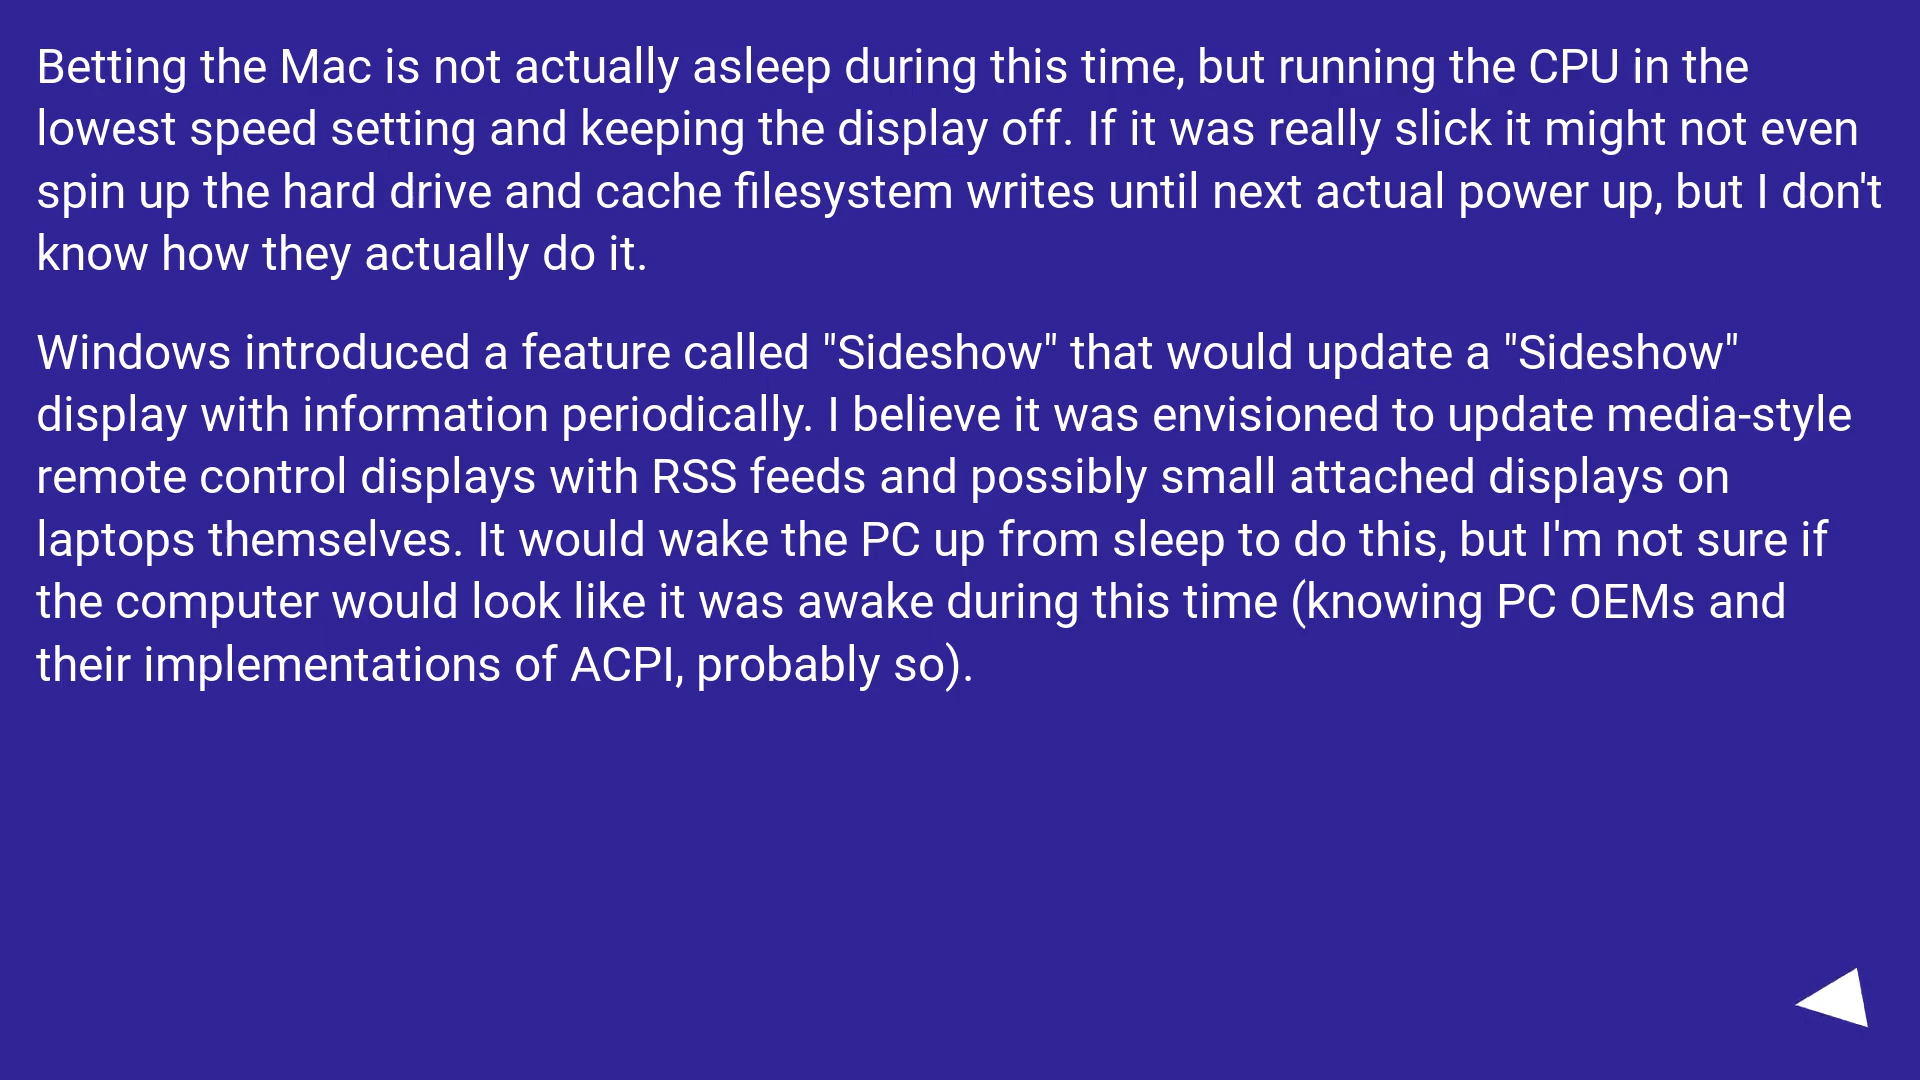 Betting the Mac is not actually asleep during this time, but running the CPU in the
lowest speed setting and keeping the display off. If it was really slick it might not even
spin up the hard drive and cache filesystem writes until next actual power up, but I don't
know how they actually do it.
Windows introduced a feature called "Sideshow" that would update a "Sideshow"
display with information periodically. I believe it was envisioned to update media-style
remote control displays with RSS feeds and possibly small attached displays on
laptops themselves. It would wake the PC up from sleep to do this, but I'm not sure if
the computer would look like it was awake during this time (knowing PC OEMs and
their implementations of ACPI, probably so).